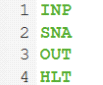 1 INP
2 SNA
3 OUT
4 HLT